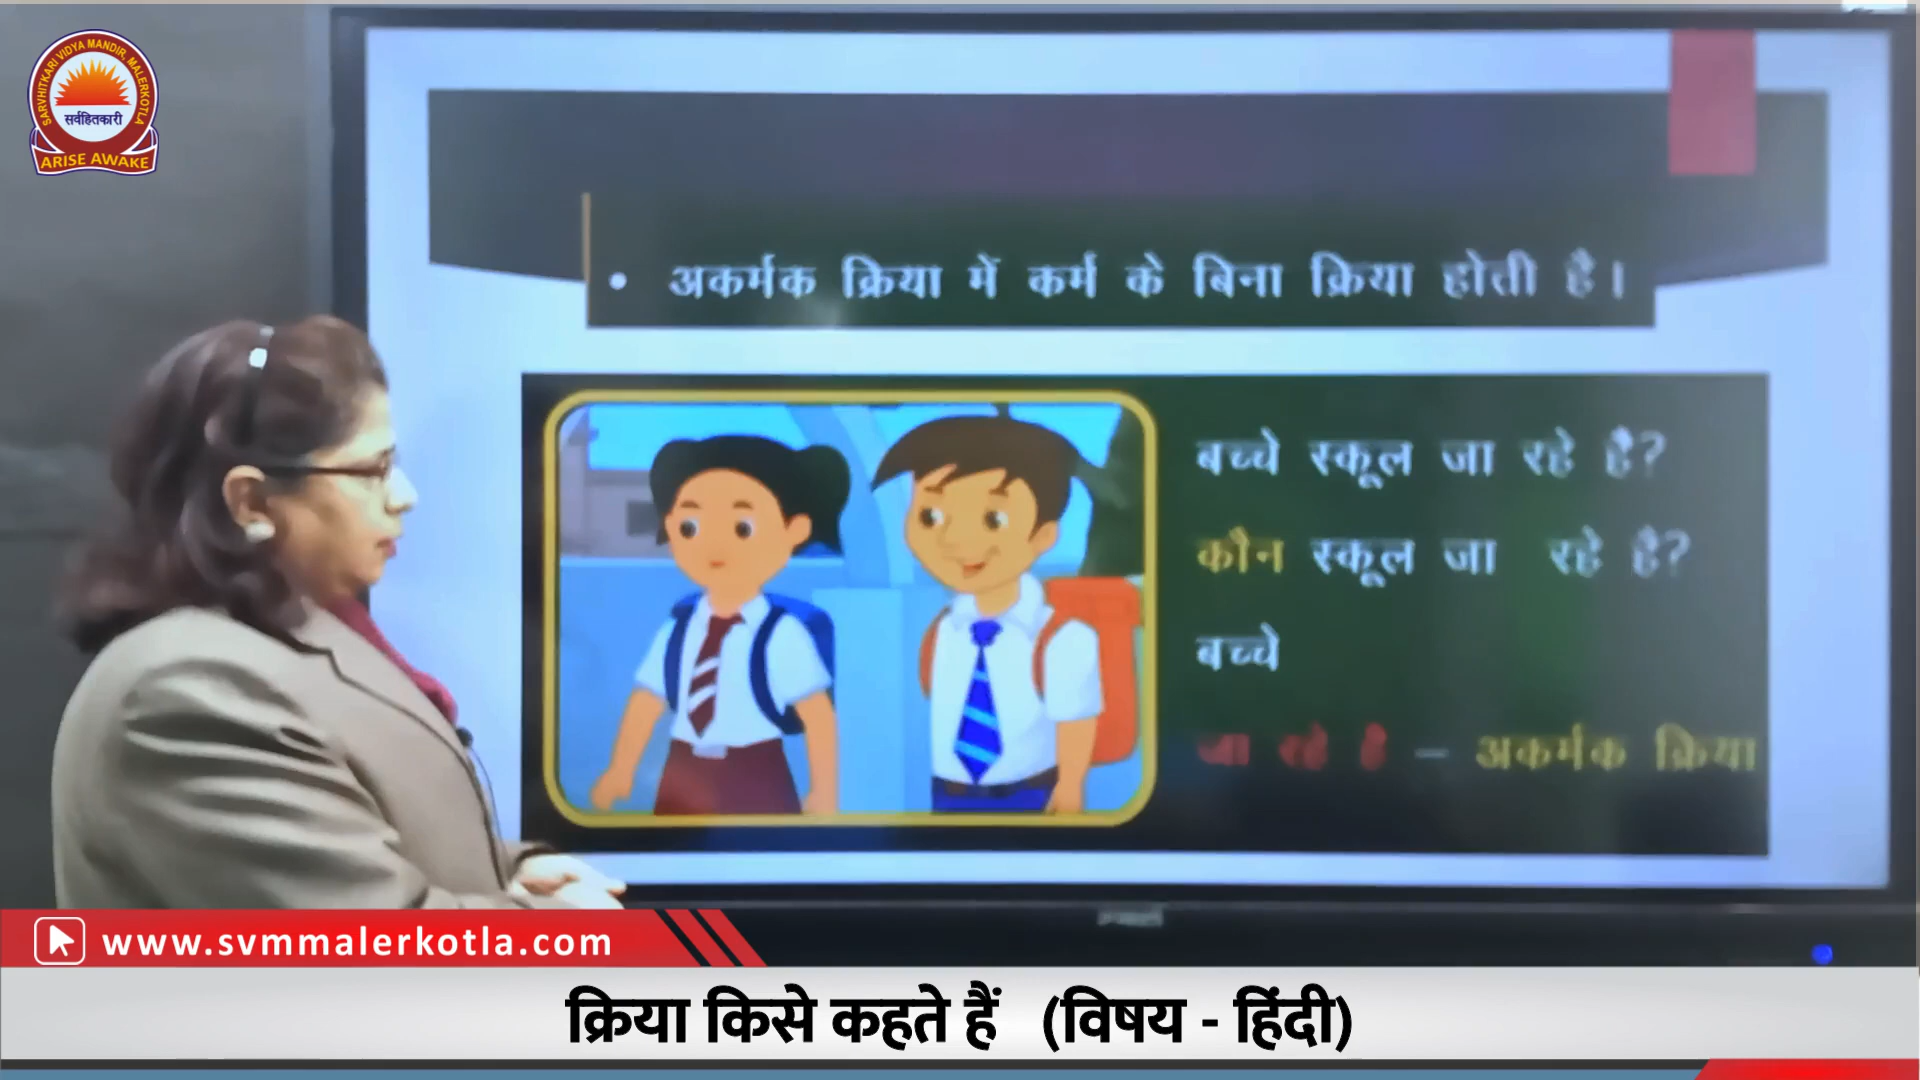 SARVHITKARI VIDYA MANDIR, MALERKOTLA
सर्वहितकारी
ARISE AWAKE
• अकर्मक क्रिया में कर्म के बिना क्रिया होती है।
बच्चे स्कूल जा रहे है?
कौन स्कूल जा रहे है?
बच्चे
जा रहे है – अकर्मक क्रिया
www.svmmalerkotla.com
क्रिया किसे कहते हैं (विषय - हिंदी)